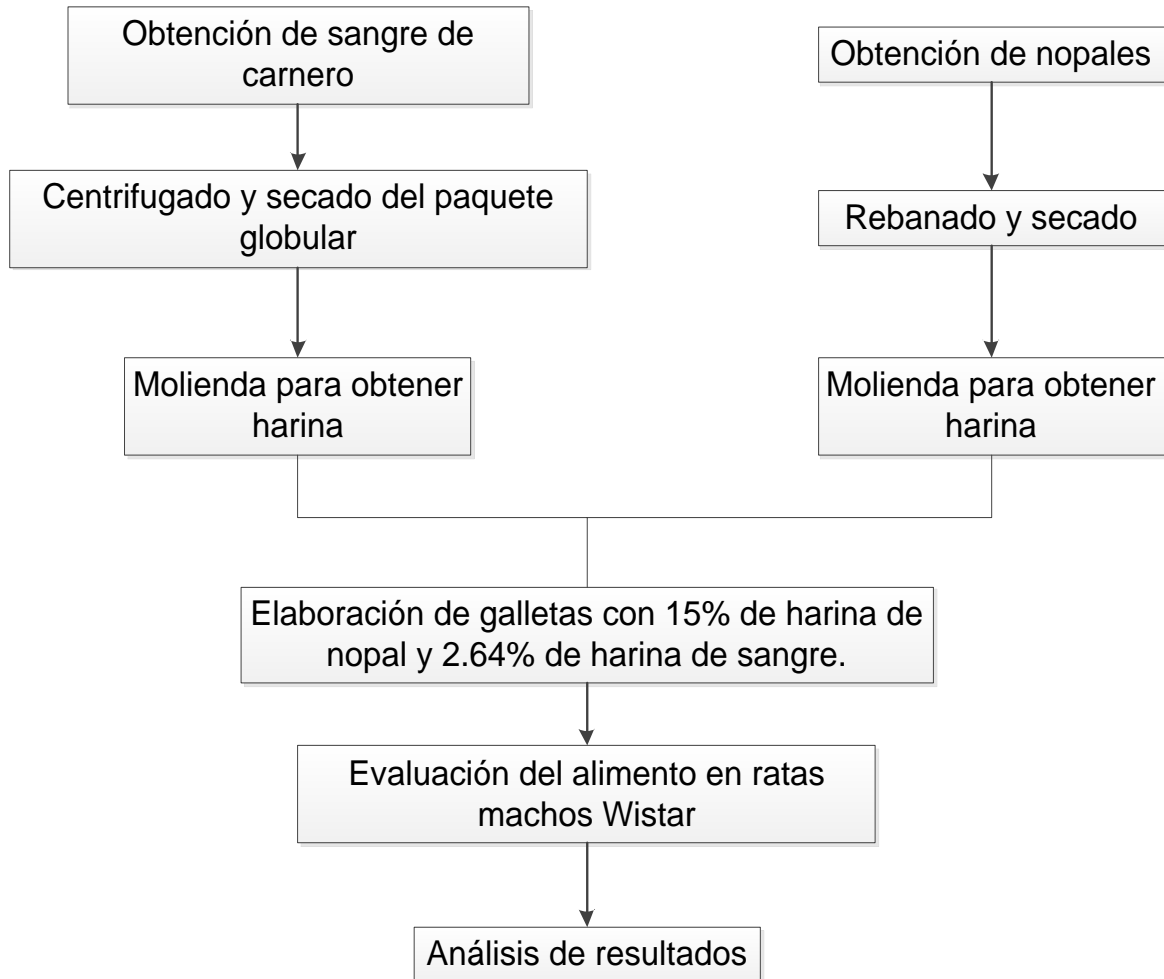 Obtención de sangre de
carnero
Centrifugado y secado del paquete
globular
Molienda para obtener
harina
Obtención de nopales
Rebanado y secado
Molienda para obtener
harina
Elaboración de galletas con 15% de harina de
nopal y 2.64% de harina de sangre.
Evaluación del alimento en ratas
machos Wistar
Análisis de resultados